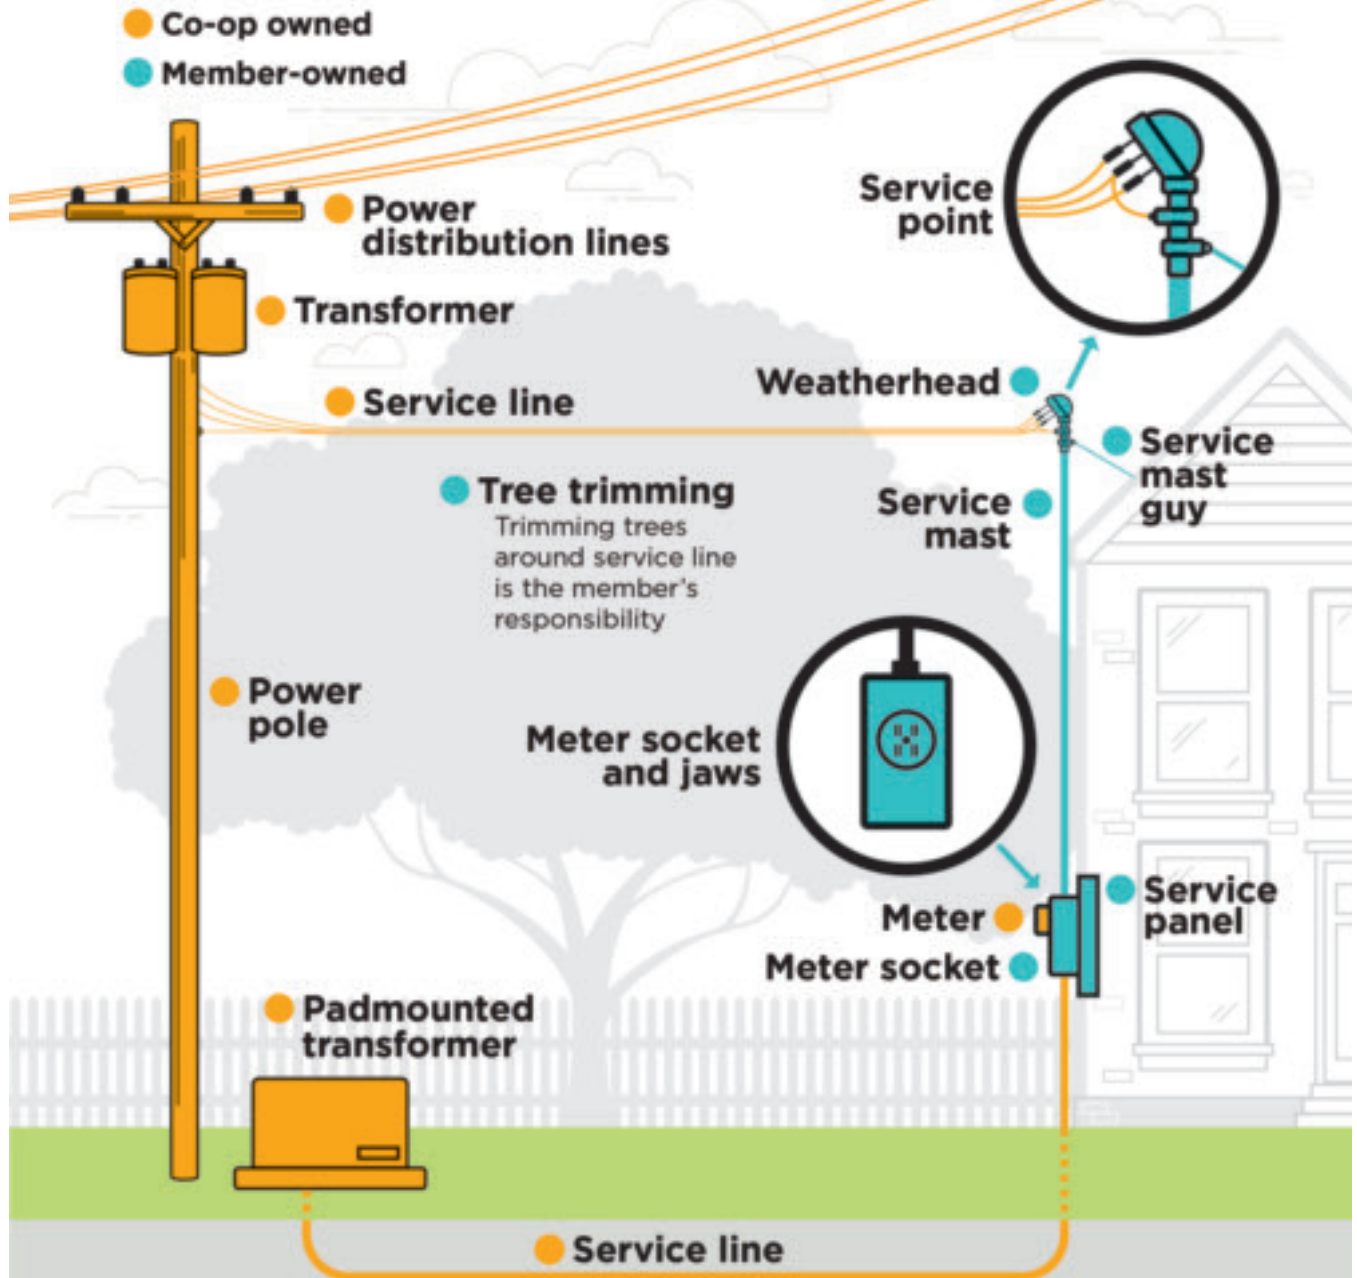 Co-op owned
Member-owned
Service
point
Power
distribution lines
Transformer
Weatherhead
Service line
Service
mast
guy
Tree trimming
Trimming trees
around service line
is the member's
responsibility
Service
mast
Power
pole
Meter socket
and jaws
Service
panel
Meter
Meter socket
Padmounted
transformer
Service line